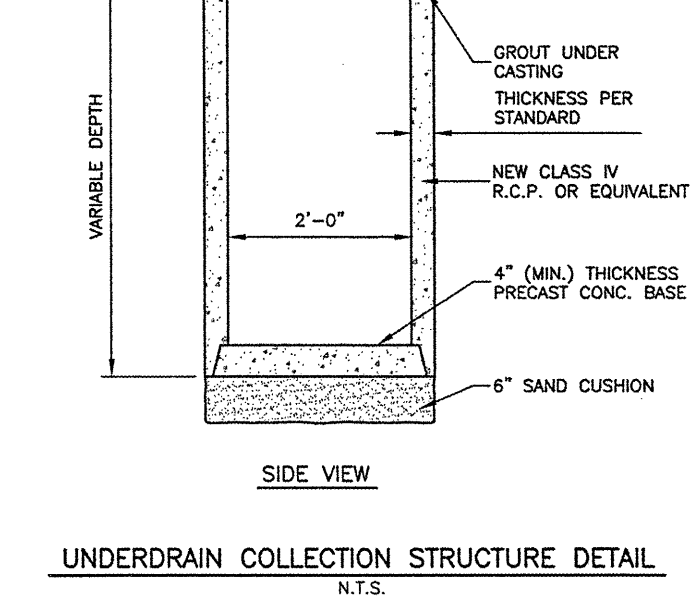 GROUT UNDER
CASTING
THICKNESS PER
STANDARD
VARIABLE DEPTH
NEW CLASS IV
R.C.P. OR EQUIVALENT
2'-0"
4" (MIN.) THICKNESS
PRECAST CONC. BASE
6" SAND CUSHION
SIDE VIEW
UNDERDRAIN COLLECTION STRUCTURE DETAIL
N.T.S.